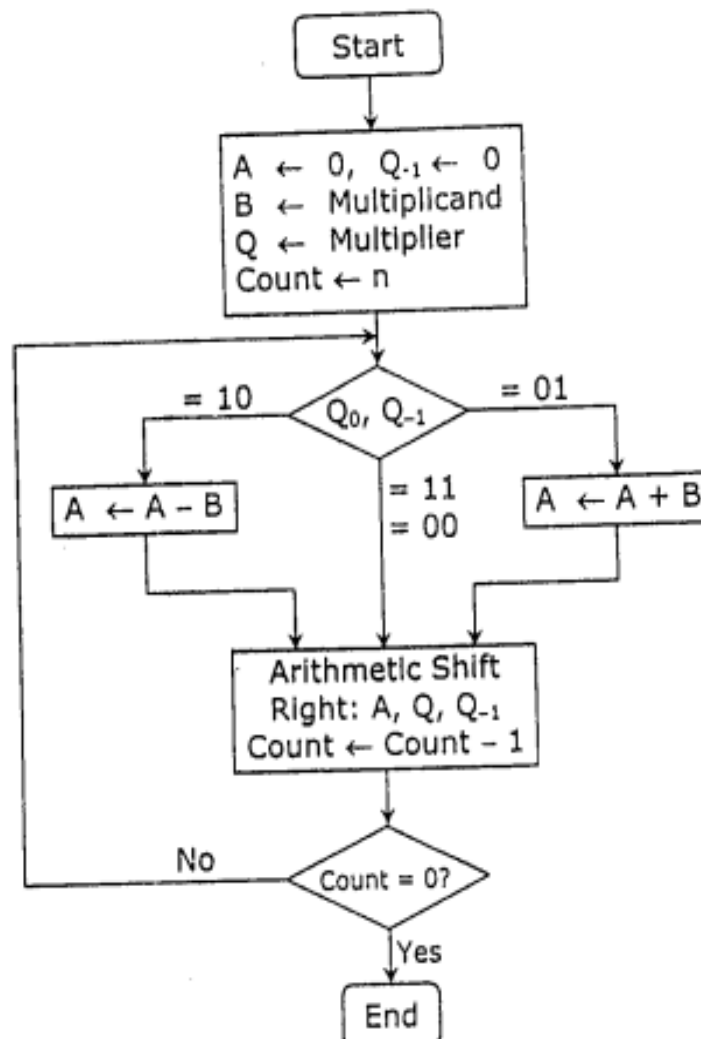 Start
A ← 0, Q₋₁ ← 0
B ← Multiplicand
Q ← Multiplier
Count ← n
= 10
Q₀, Q₋₁
= 01
A ← A – B
= 11
= 00
A ← A + B
Arithmetic Shift
Right: A, Q, Q₋₁
Count ← Count – 1
No
Count = 0?
Yes
End